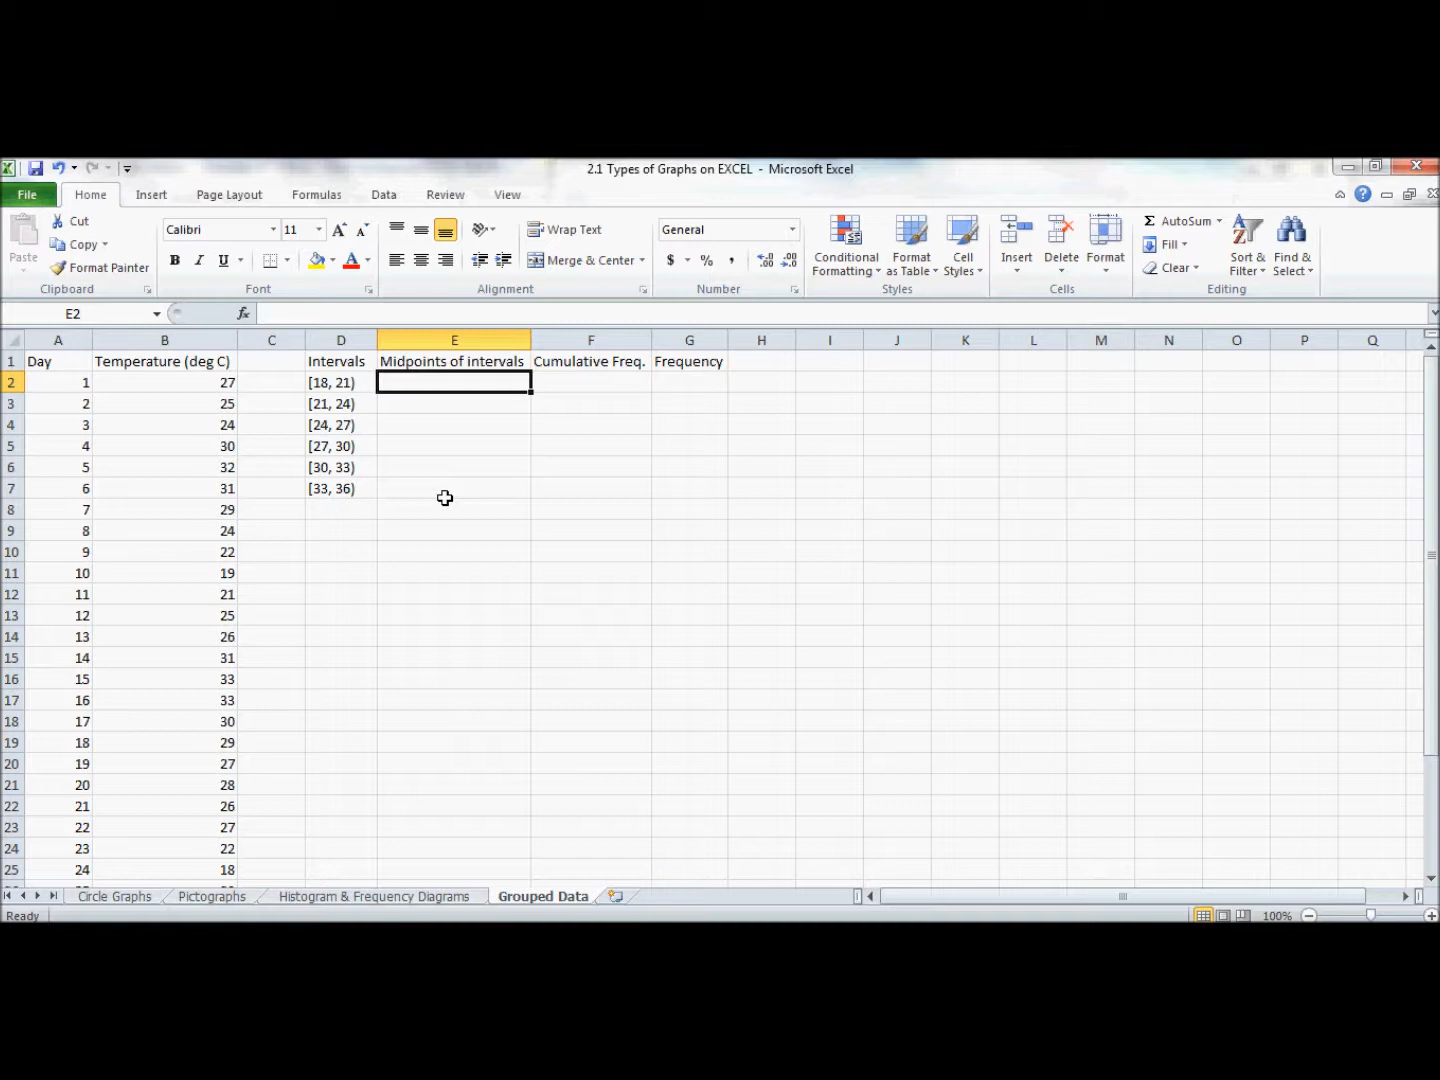 2.1 Types of Graphs on EXCEL - Microsoft Excel
File Home Insert Page Layout Formulas Data Review View
Paste
Cut
Copy
Format Painter
Clipboard
Calibri 11
B I U
Font
Wrap Text
Merge & Center
Alignment
General
$ % ,
Number
Conditional Formatting
Format as Table
Cell Styles
Styles
Insert Delete Format
Cells
AutoSum
Fill
Clear
Sort & Filter
Find & Select
Editing
E2 fx
A B C D E F G H I J K L M N O P Q
1 Day Temperature (deg C) Intervals Midpoints of intervals Cumulative Freq. Frequency
2 1 27 [18, 21)
3 2 25 [21, 24)
4 3 24 [24, 27)
5 4 30 [27, 30)
6 5 32 [30, 33)
7 6 31 [33, 36)
8 7 29
9 8 24
10 9 22
11 10 19
12 11 21
13 12 25
14 13 26
15 14 31
16 15 33
17 16 33
18 17 30
19 18 29
20 19 27
21 20 28
22 21 26
23 22 27
24 23 22
25 24 18
Circle Graphs Pictographs Histogram & Frequency Diagrams Grouped Data
Ready 100%